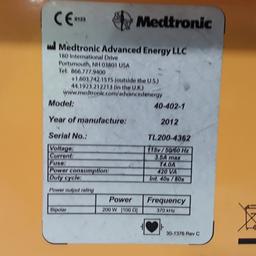 CE 0123
Medtronic
Medtronic Advanced Energy LLC
180 International Drive
Portsmouth, NH 03801 USA
Tel: 866.777.9400
+1.603.742.1515 (outside the U.S.)
44.1923.212213 (in the U.K.)
www.medtronic.com/advancedenergy
Model: 40-402-1
Year of manufacture: 2012
Serial No.: TL200-4362
Voltage: 115v / 50/60 Hz
Current: 3.5A max
Fuse: T4.0A
Power consumption: 420 VA
Duty cycle: Int. 40s / 80s
Power output rating
Power Frequency
Bipolar 200 W [100 Ω] 370 kHz
30-1376 Rev C